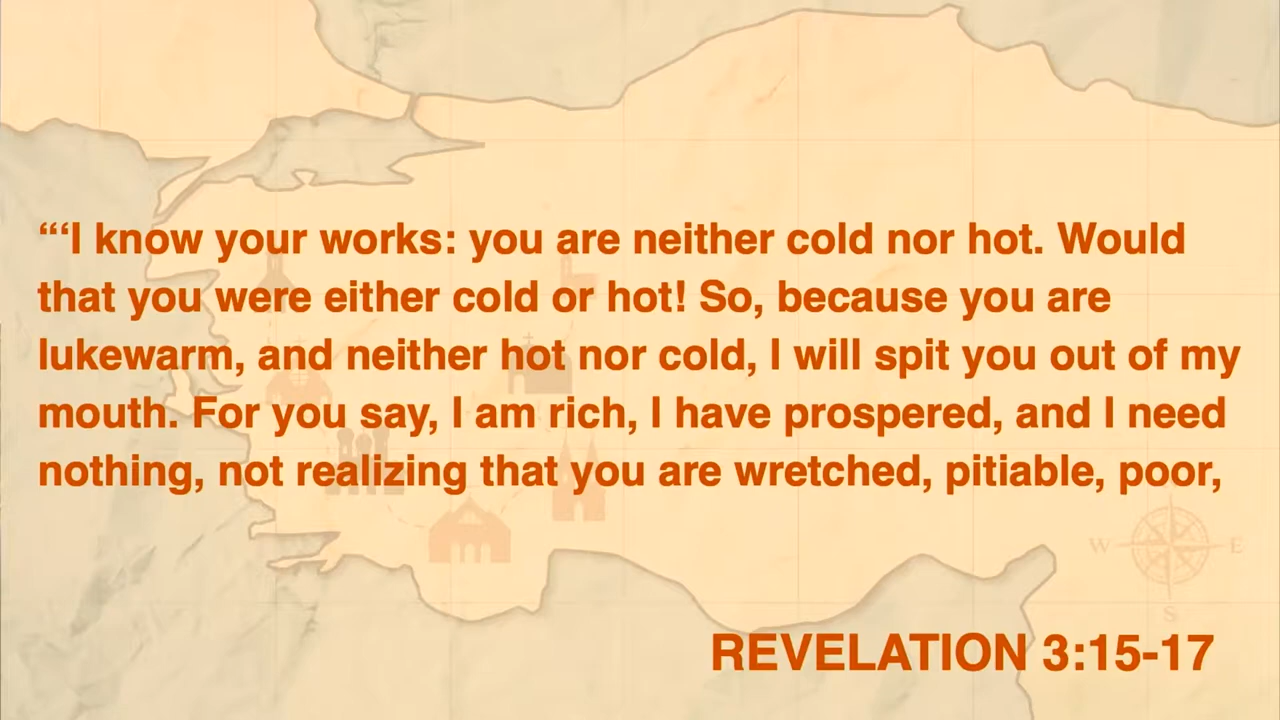 “‘I know your works: you are neither cold nor hot. Would
that you were either cold or hot! So, because you are
lukewarm, and neither hot nor cold, I will spit you out of my
mouth. For you say, I am rich, I have prospered, and I need
nothing, not realizing that you are wretched, pitiable, poor,
W E
S
REVELATION 3:15-17